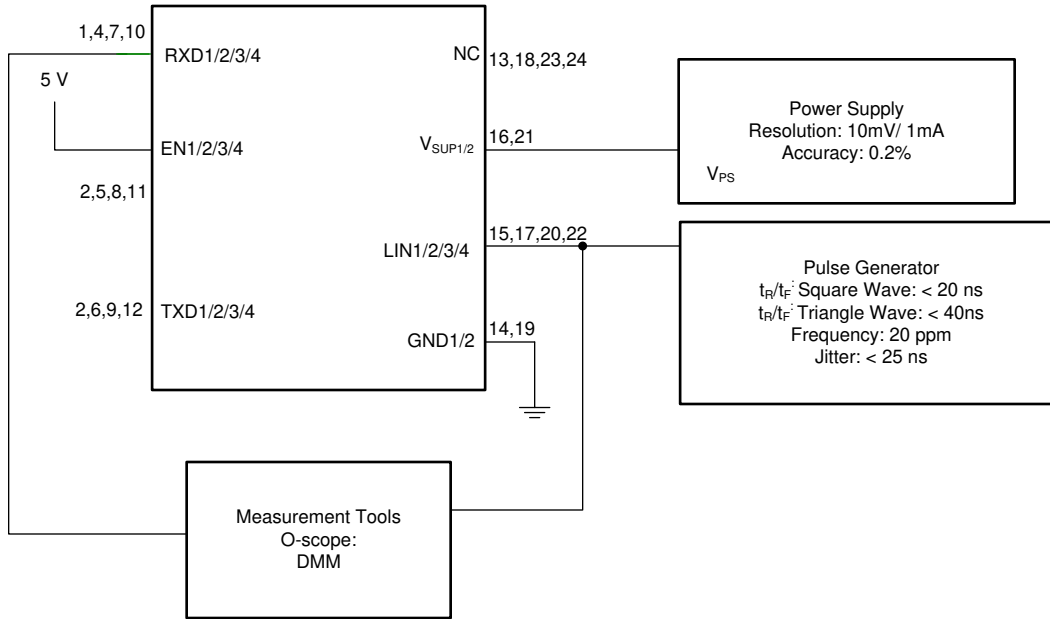 1,4,7,10
RXD1/2/3/4
5 V
EN1/2/3/4
2,5,8,11
2,6,9,12
TXD1/2/3/4
NC
13,18,23,24
VSUP1/2
16,21
LIN1/2/3/4
15,17,20,22
GND1/2
14,19
Power Supply
Resolution: 10mV/ 1mA
Accuracy: 0.2%
VPS
Pulse Generator
tR/tF: Square Wave: < 20 ns
tR/tF: Triangle Wave: < 40ns
Frequency: 20 ppm
Jitter: < 25 ns
Measurement Tools
O-scope:
DMM